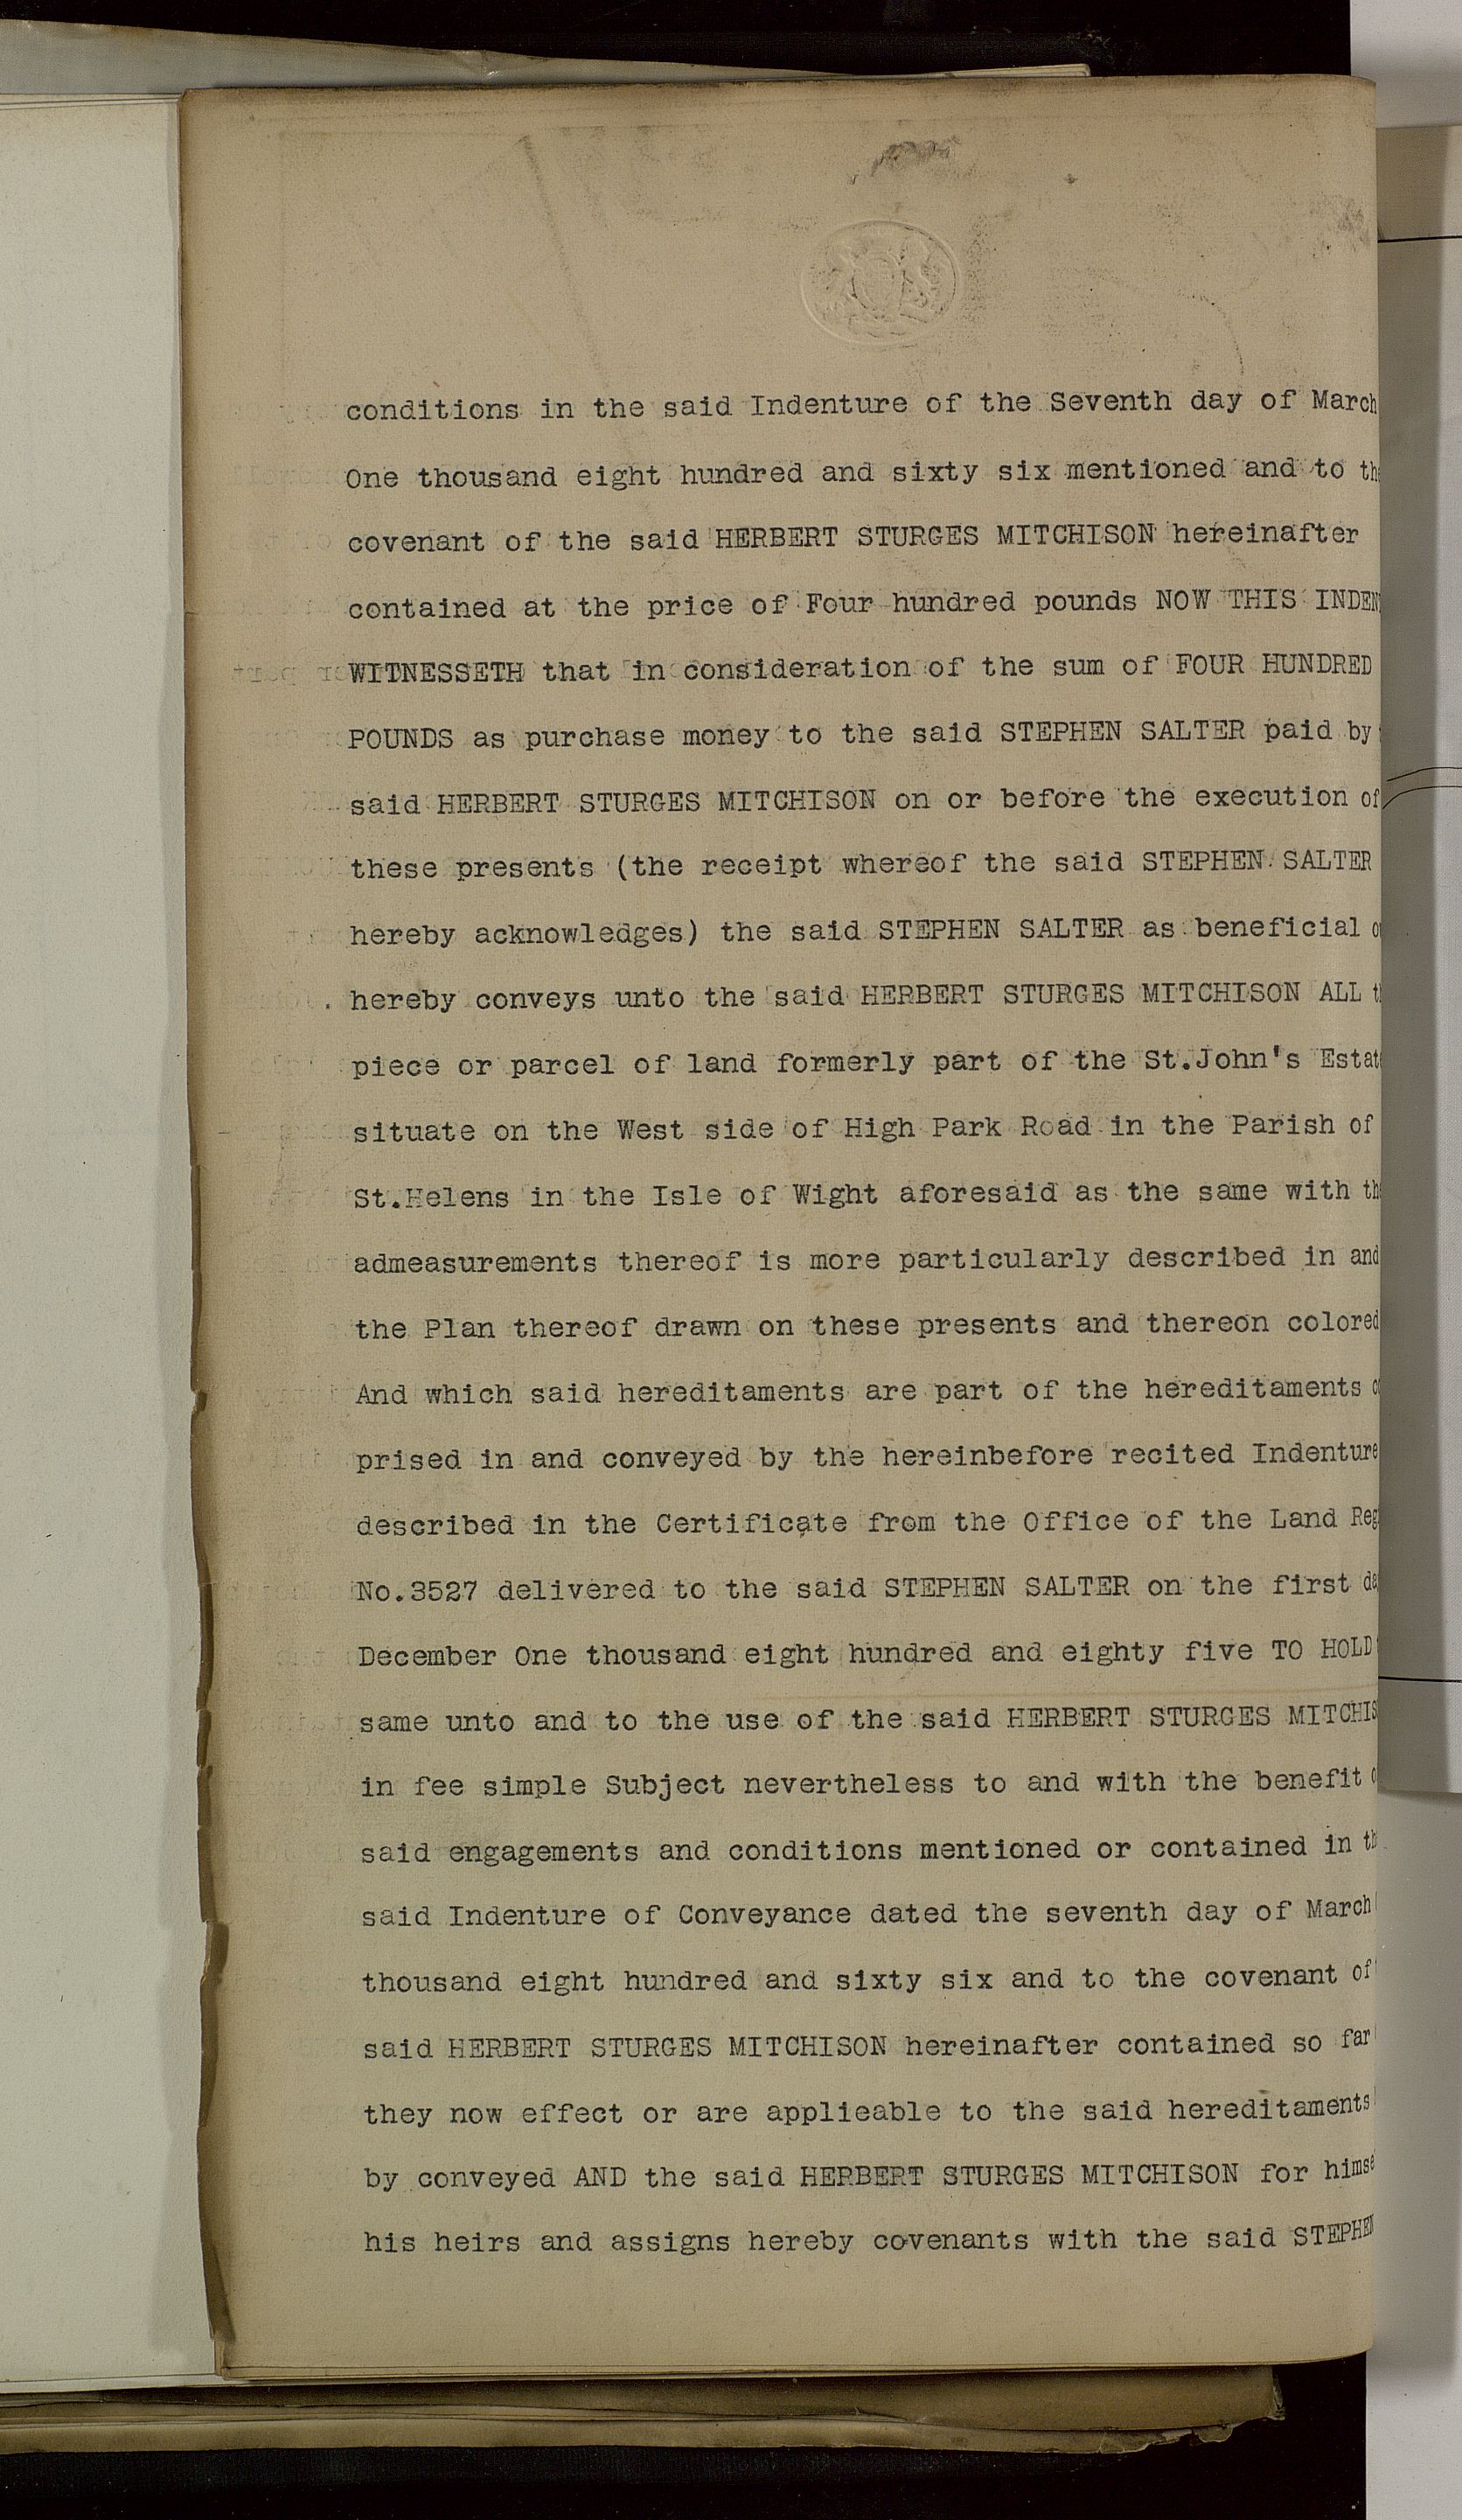 conditions in the said Indenture of the Seventh day of March
One thousand eight hundred and sixty six mentioned and to the
covenant of the said HERBERT STURGES MITCHISON hereinafter
contained at the price of Four hundred pounds NOW THIS INDEN
WITNESSETH that in consideration of the sum of FOUR HUNDRED
POUNDS as purchase money to the said STEPHEN SALTER paid by
said HERBERT STURGES MITCHISON on or before the execution of
these presents (the receipt whereof the said STEPHEN SALTER
hereby acknowledges) the said STEPHEN SALTER as beneficial
hereby conveys unto the said HERBERT STURGES MITCHISON ALL
piece or parcel of land formerly part of the St.John's Estate
situate on the West side of High Park Road in the Parish of
St.Helens in the Isle of Wight aforesaid as the same with the
admeasurements thereof is more particularly described in and
the Plan thereof drawn on these presents and thereon colored
And which said hereditaments are part of the hereditaments
prised in and conveyed by the hereinbefore recited Indenture
described in the Certificate from the Office of the Land Reg
No.3527 delivered to the said STEPHEN SALTER on the first da
December One thousand eight hundred and eighty five TO HOLD
same unto and to the use of the said HERBERT STURGES MITCHIS
in fee simple Subject nevertheless to and with the benefit
said engagements and conditions mentioned or contained in th
said Indenture of Conveyance dated the seventh day of March
thousand eight hundred and sixty six and to the covenant of
said HERBERT STURGES MITCHISON hereinafter contained so far
they now effect or are applieable to the said hereditaments
by conveyed AND the said HERBERT STURGES MITCHISON for himse
his heirs and assigns hereby covenants with the said STEPHEN